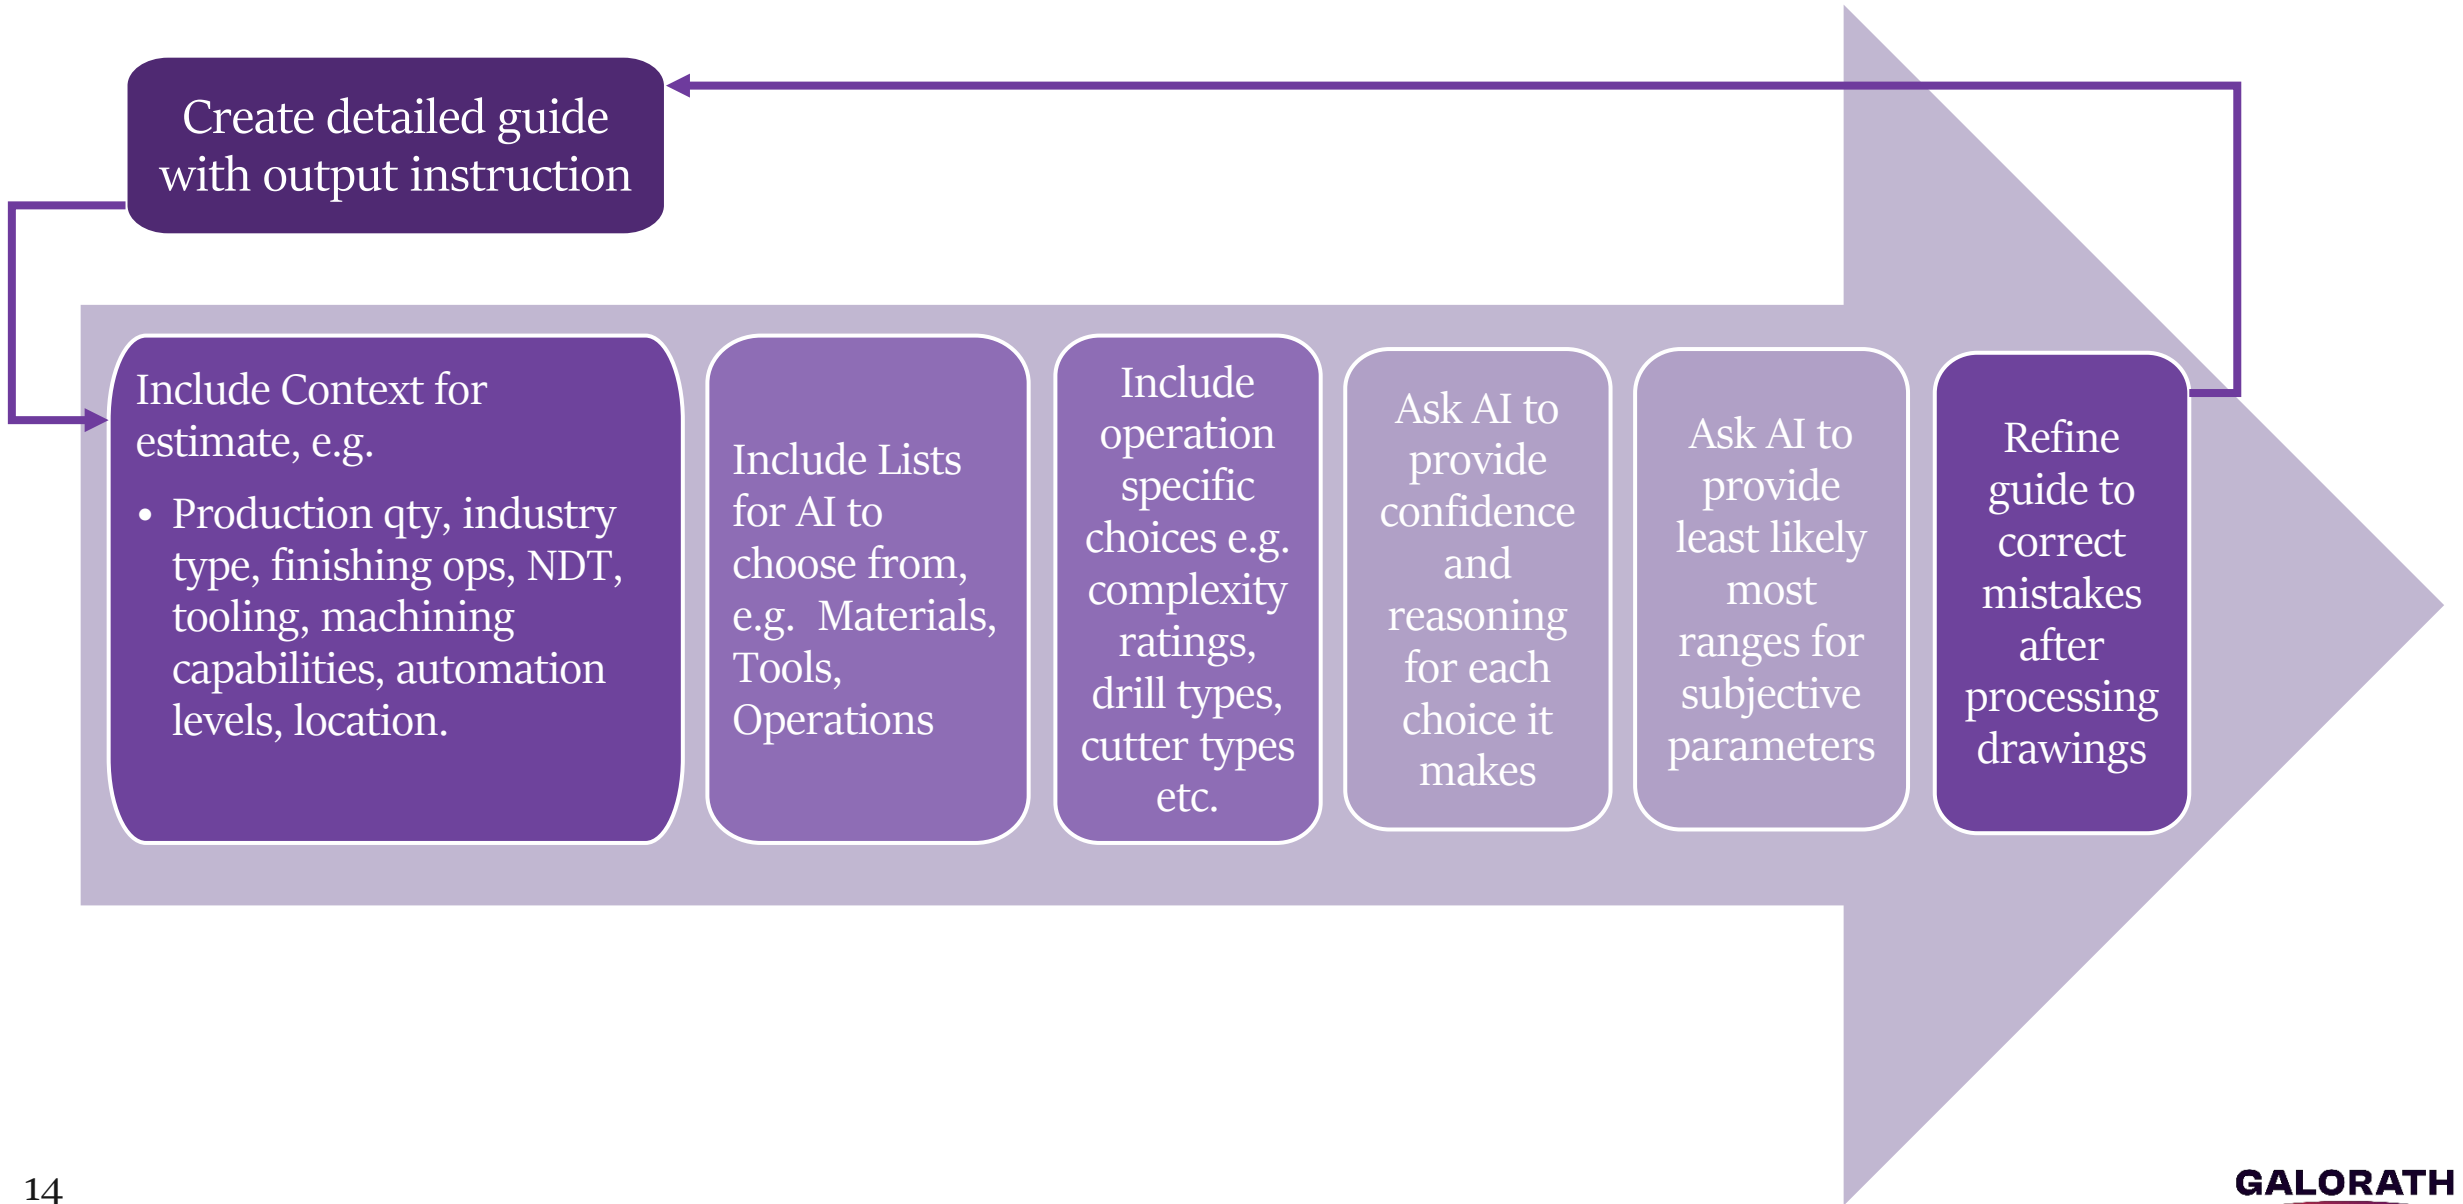 Create detailed guide
with output instruction
Include Context for
estimate, e.g.
• Production qty, industry
type, finishing ops, NDT,
tooling, machining
capabilities, automation
levels, location.
Include Lists
for AI to
choose from,
e.g.  Materials,
Tools,
Operations
Include
operation
specific
choices e.g.
complexity
ratings,
drill types,
cutter types
etc.
Ask AI to
provide
confidence
and
reasoning
for each
choice it
makes
Ask AI to
provide
least likely
most
ranges for
subjective
parameters
Refine
guide to
correct
mistakes
after
processing
drawings
14
GALORATH